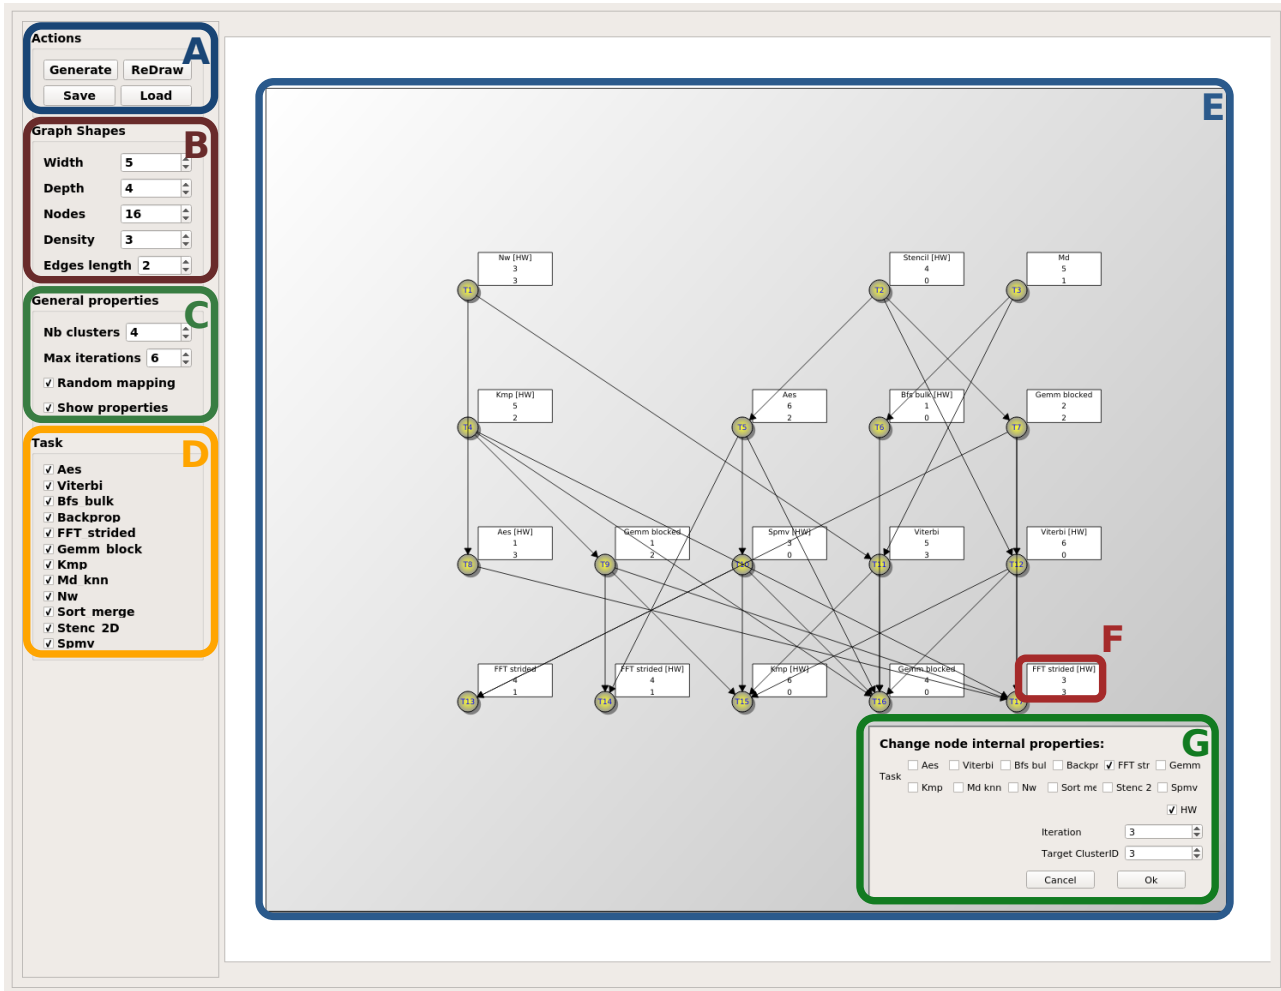 Actions
A
Generate
ReDraw
Save
Load
Graph Shapes
B
Width 5
Depth 4
Nodes 16
Density 3
Edges length 2
General properties
C
Nb clusters 4
Max iterations 6
Random mapping
Show properties
Task
D
Aes
Viterbi
Bfs bulk
Backprop
FFT strided
Gemm block
Kmp
Md knn
Nw
Sort merge
Stenc 2D
Spmv
E
Nw [HW]
3
3
T1
Stencil [HW]
4
0
T2
Md
5
1
T3
Kmp [HW]
5
2
T4
Aes
6
2
T5
Bfs bulk [HW]
1
0
T6
Gemm blocked
2
2
T7
Aes [HW]
1
3
T8
Gemm blocked
1
2
T9
Spmv [HW]
3
0
T10
Viterbi
5
3
T11
Viterbi [HW]
6
0
T12
FFT strided
4
1
T13
FFT strided [HW]
4
1
T14
Kmp [HW]
6
0
T15
Gemm blocked
4
0
T16
F
FFT strided [HW]
3
3
T17
G
Change node internal properties:
Task
Aes Viterbi Bfs bul Backpr FFT str Gemm
Kmp Md knn Nw Sort me Stenc 2 Spmv
HW
Iteration 3
Target ClusterID 3
Cancel
Ok